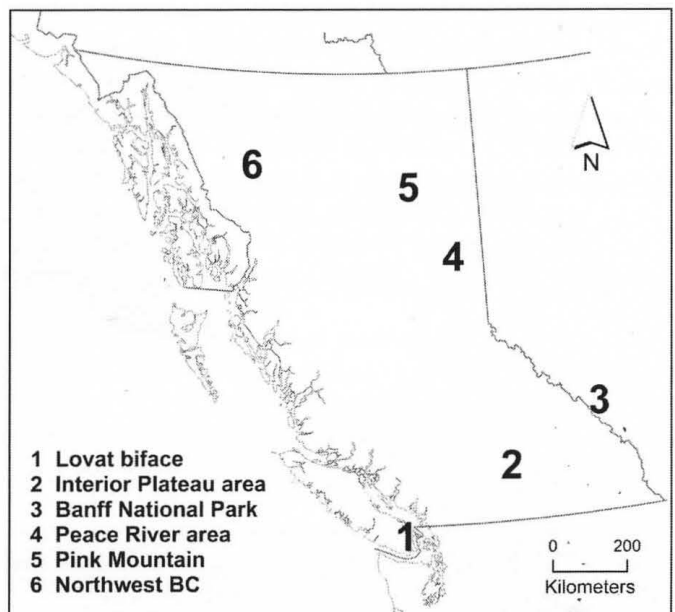 6
5
N
4
3
2
1
1 Lovat biface
2 Interior Plateau area
3 Banff National Park
4 Peace River area
5 Pink Mountain
6 Northwest BC
0 200
Kilometers